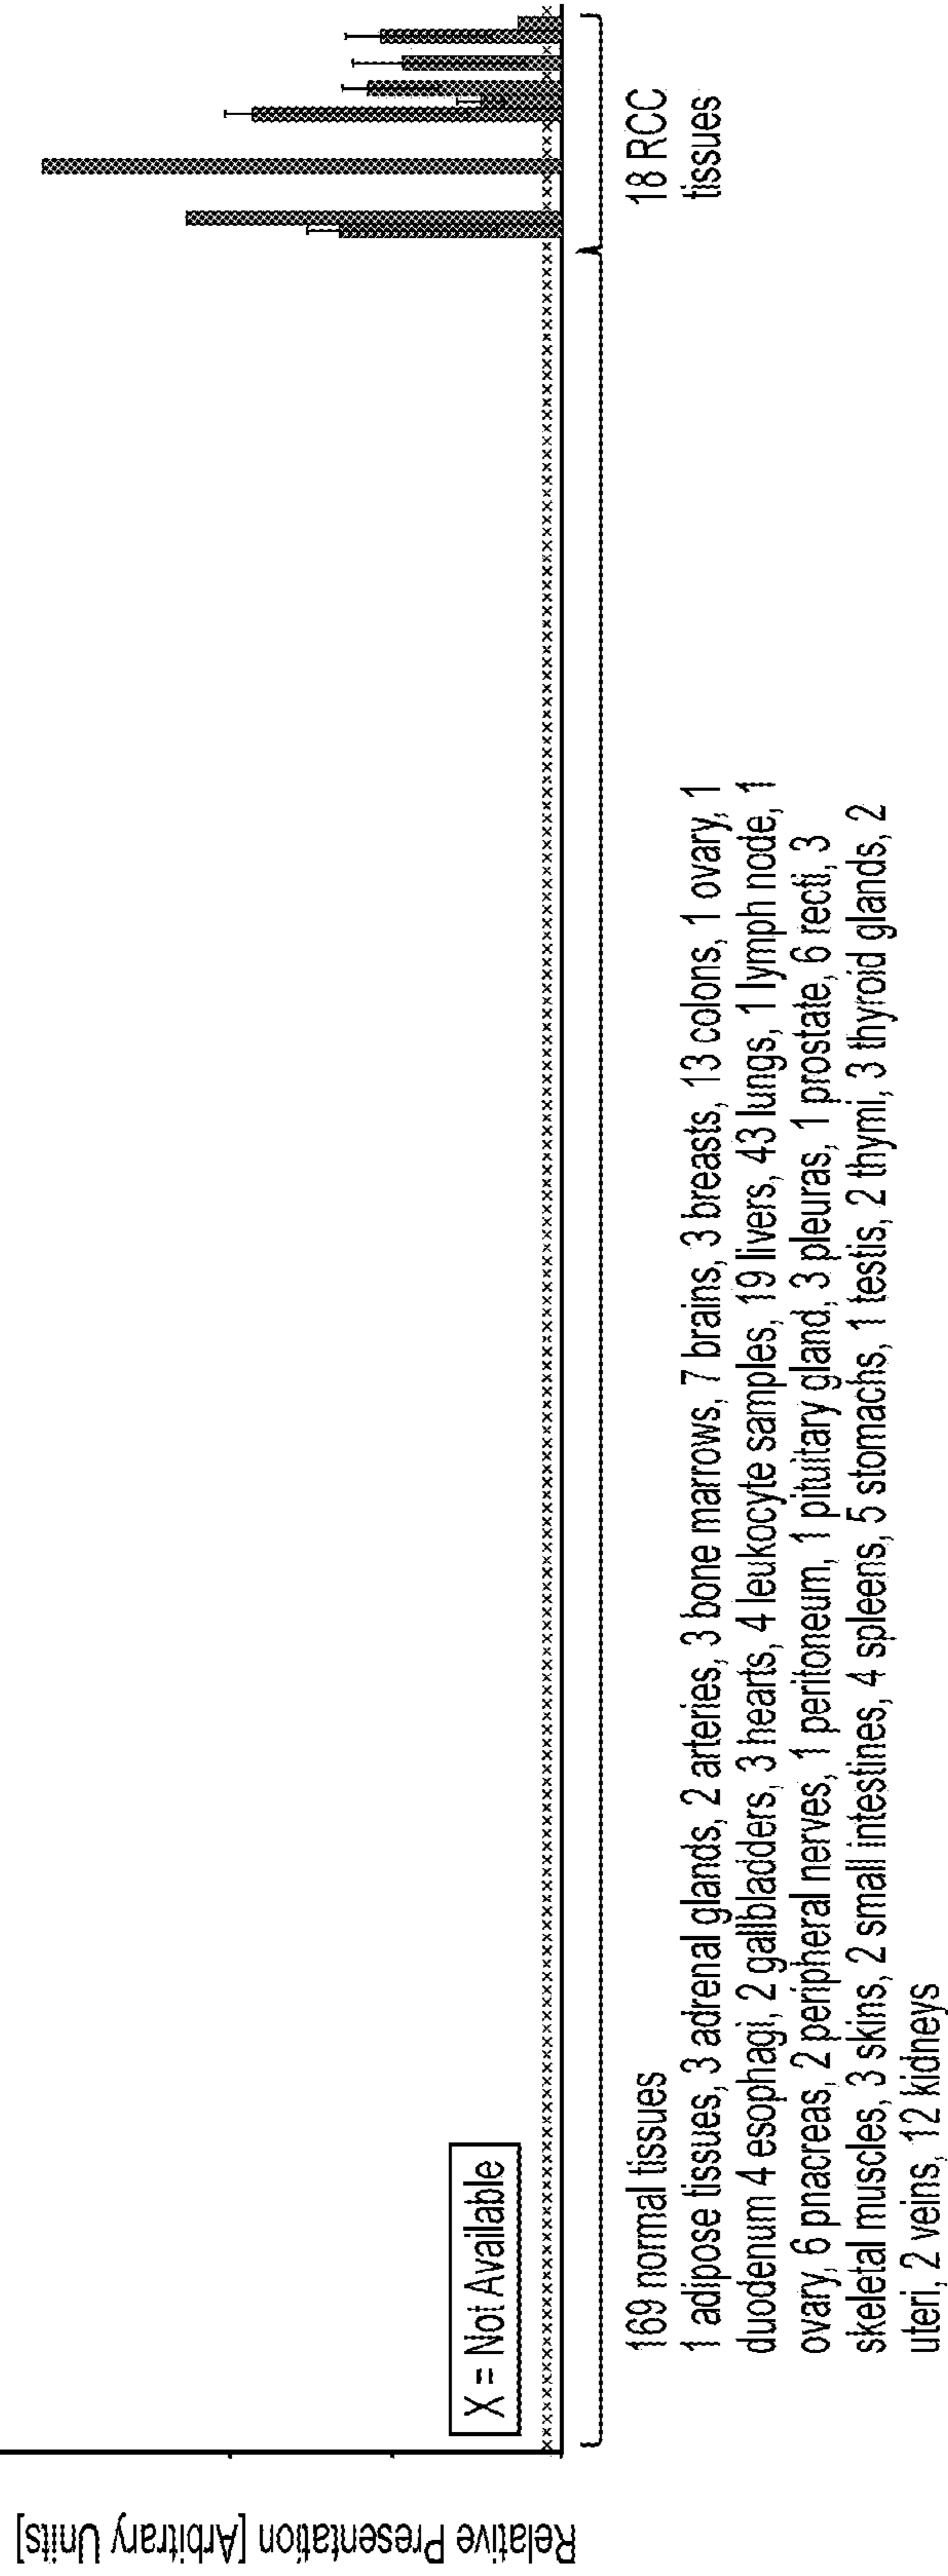 Relative Presentation [Arbitrary Units]
X = Not Available
169 normal tissues
1 adipose tissues, 3 adrenal glands, 2 arteries, 3 bone marrows, 7 brains, 3 breasts, 13 colons, 1 ovary, 1
duodenum 4 esophagi, 2 gallbladders, 3 hearts, 4 leukocyte samples, 19 livers, 43 lungs, 1 lymph node, 1
ovary, 6 pnacreas, 2 peripheral nerves, 1 peritoneum, 1 pituitary gland, 3 pleuras, 1 prostate, 6 recti, 3
skeletal muscles, 3 skins, 2 small intestines, 4 spleens, 5 stomachs, 1 testis, 2 thymi, 3 thyroid glands, 2
uteri, 2 veins, 12 kidneys
18 RCC
tissues